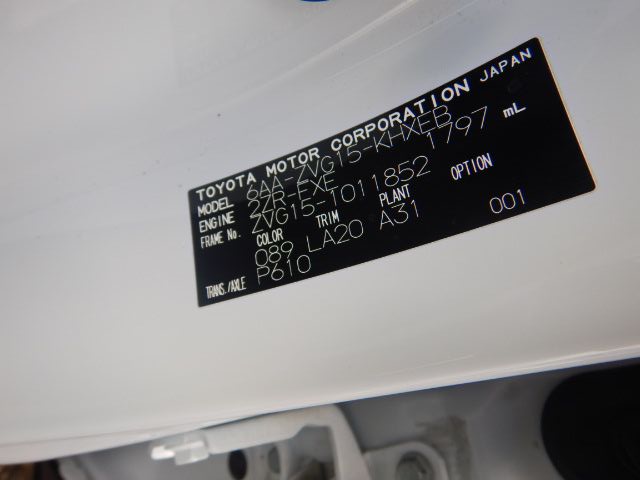 TOYOTA MOTOR CORPORATION JAPAN
MODEL 6AA-ZVG15-KHXEB
ENGINE 2ZR-FXE 1797 mL
FRAME No. ZVG15-1011852
COLOR TRIM PLANT OPTION
089 LA20 A31 001
TRANS./AXLE P610